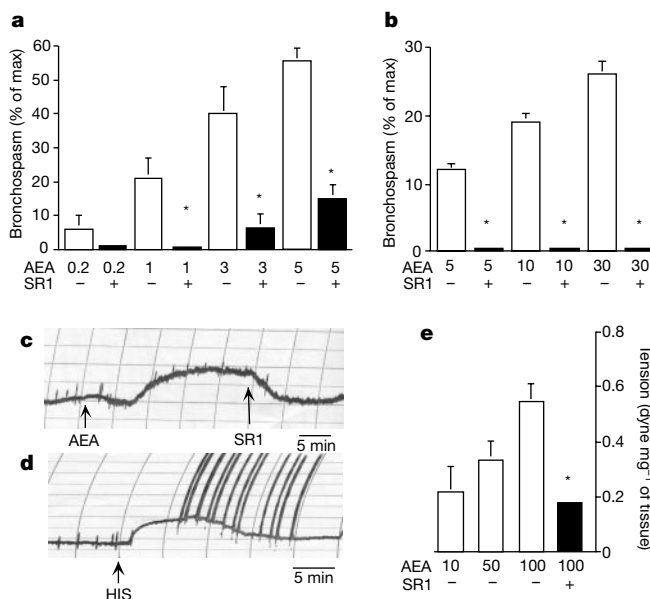 a
Bronchospasm (% of max)
60
50
40
30
20
10
0
* * *
AEA 0.2 0.2 1 1 3 3 5 5
SR1 – + – + – + – +
b
Bronchospasm (% of max)
30
20
10
0
* * *
AEA 5 5 10 10 30 30
SR1 – + – + – +
c
AEA
SR1
5 min
d
HIS
5 min
e
0.8
0.6
0.4
0.2
0
Tension (dyne mg⁻¹ of tissue)
*
AEA 10 50 100 100
SR1 – – – +